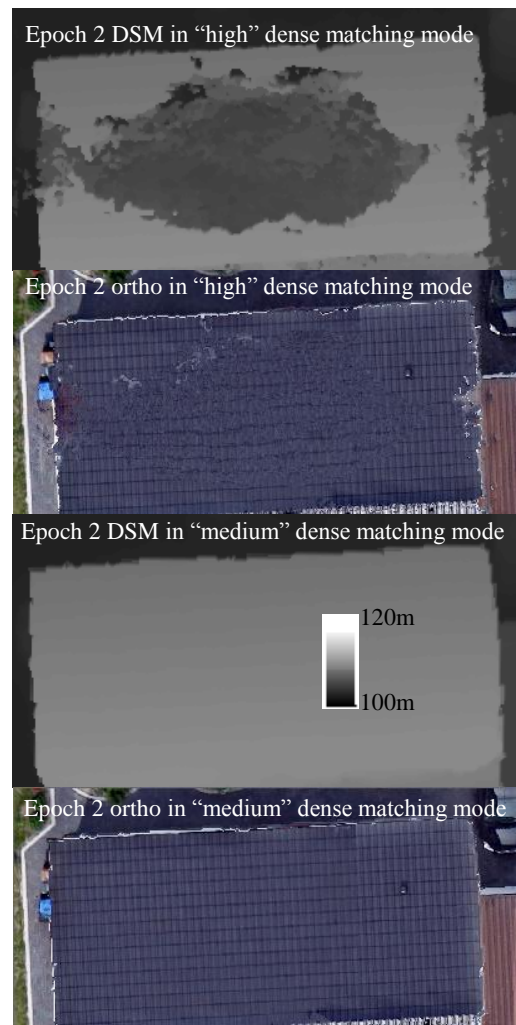 Epoch 2 DSM in “high” dense matching mode
Epoch 2 ortho in “high” dense matching mode
Epoch 2 DSM in “medium” dense matching mode
120m
100m
Epoch 2 ortho in “medium” dense matching mode